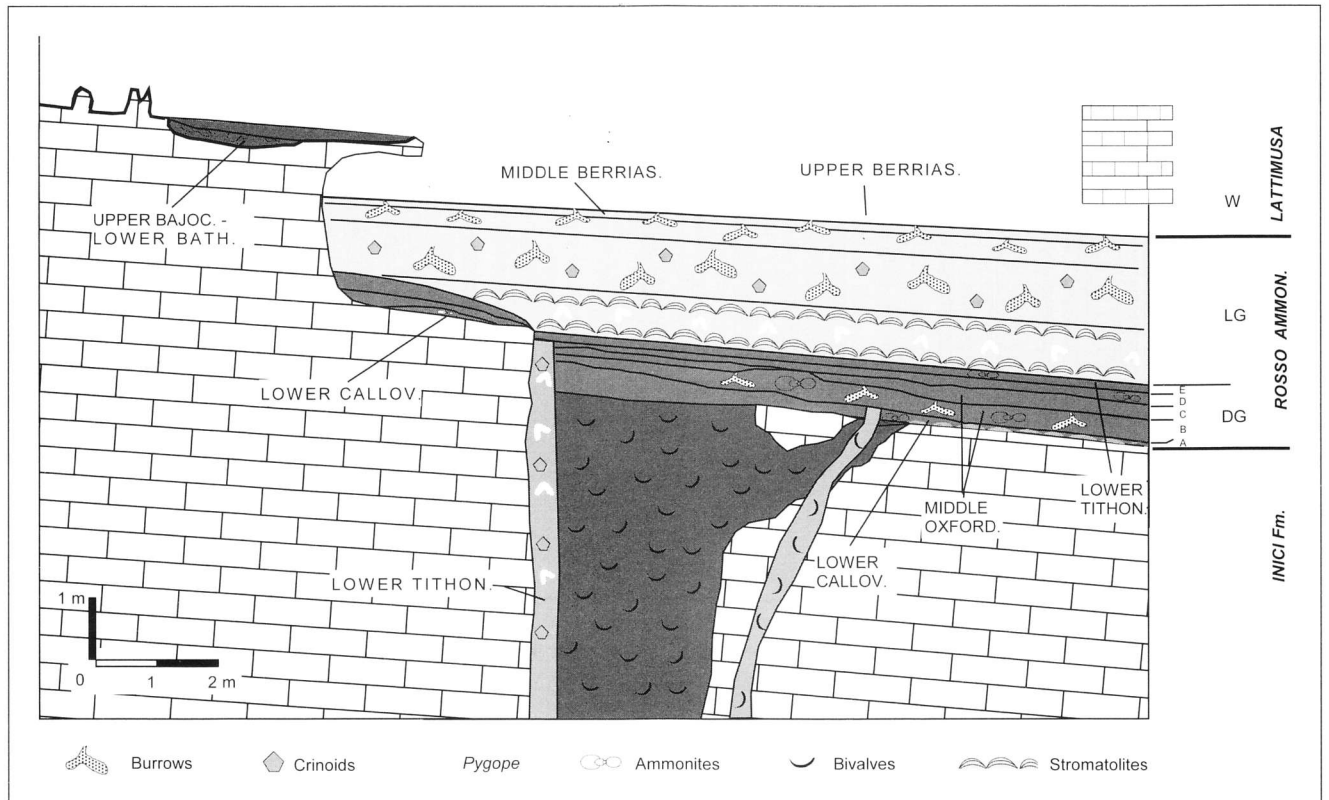 MIDDLE BERRIAS.
UPPER BERRIAS.
UPPER BAJOC. -
LOWER BATH.
LOWER CALLOV.
LOWER TITHON.
MIDDLE
OXFORD.
LOWER
CALLOV.
LOWER
TITHON.
W
LG
DG
E
D
C
B
A
LATTIMUSA
ROSSO AMMON.
INICI Fm.
1 m
0 1 2 m
Burrows Crinoids Pygope Ammonites Bivalves Stromatolites